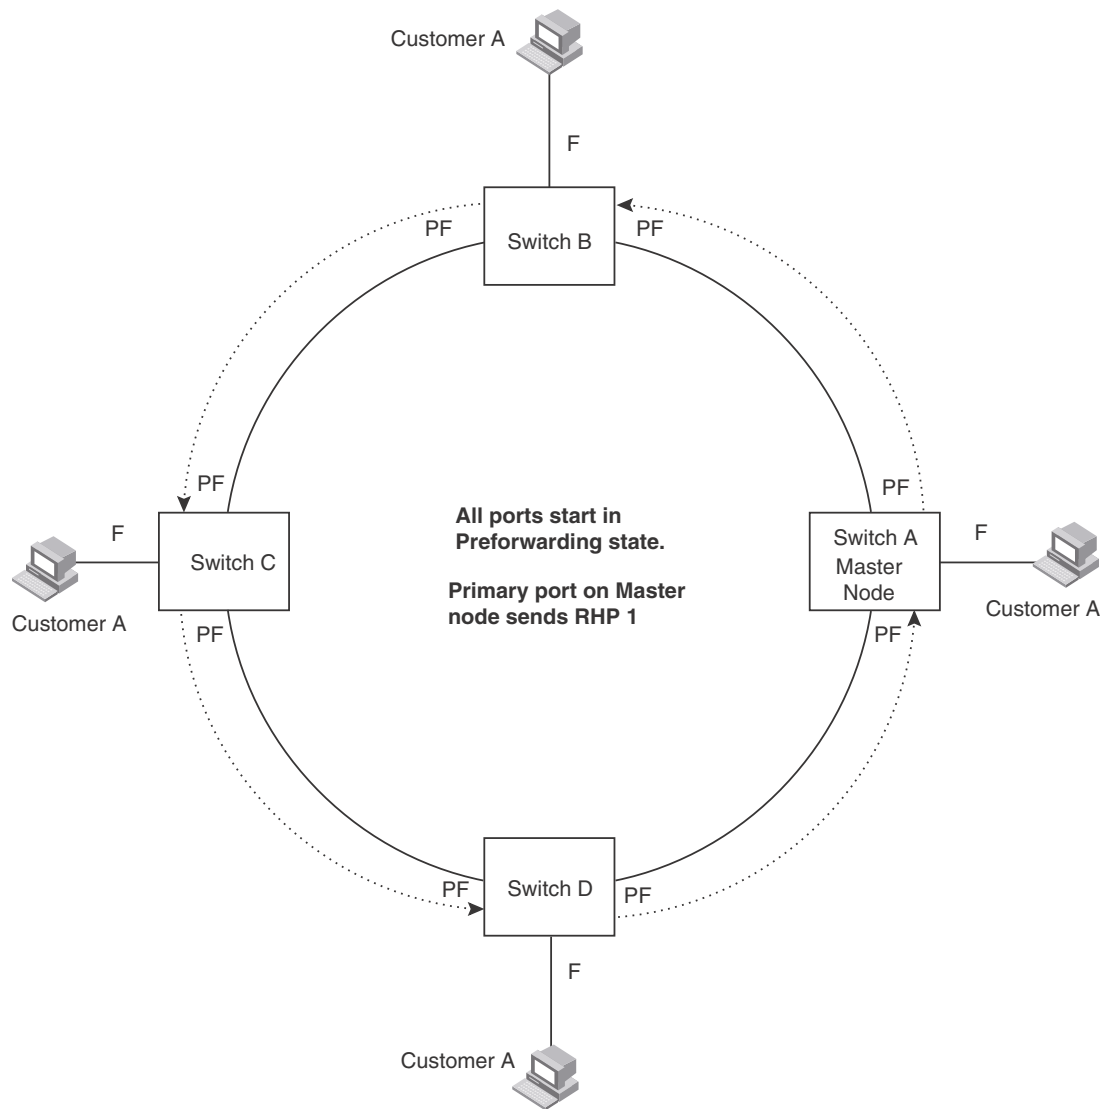 Customer A
F
PF
PF
Switch B
PF
PF
All ports start in
Preforwarding state.
Primary port on Master
node sends RHP 1
F
Switch C
Customer A
Switch A
Master
Node
F
Customer A
PF
PF
PF
Switch D
PF
F
Customer A